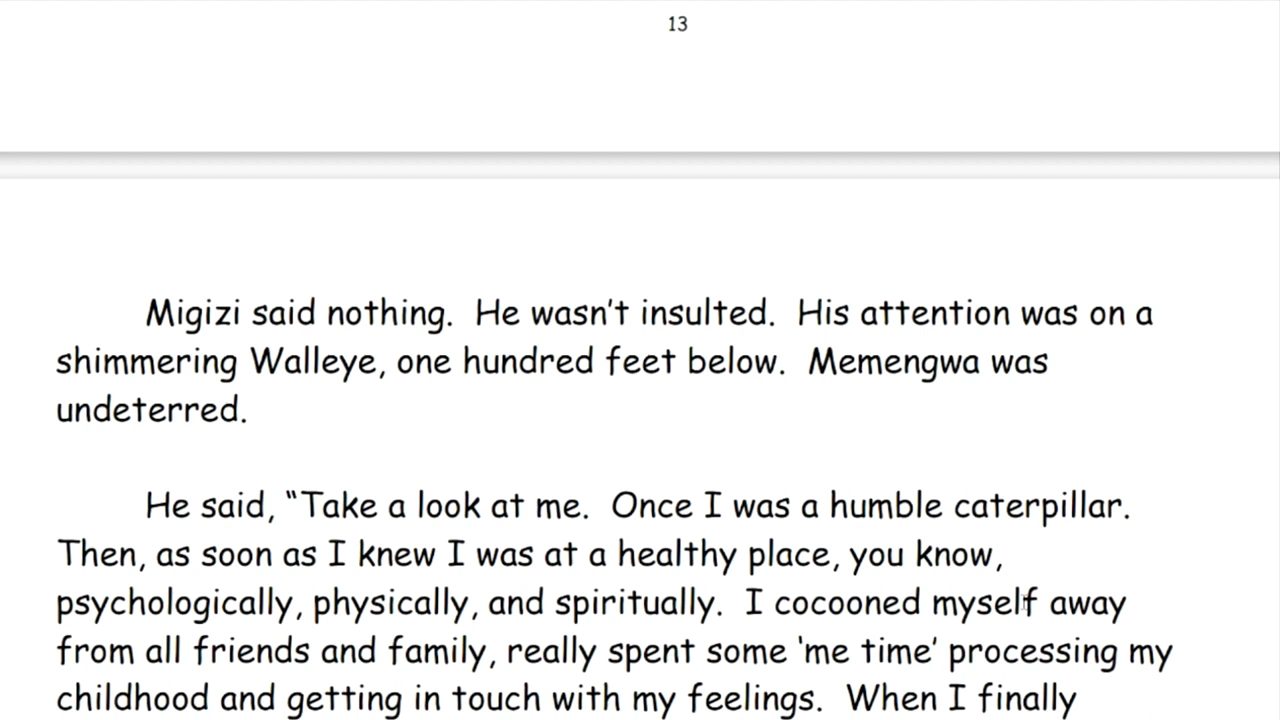 13
Migizi said nothing.  He wasn't insulted.  His attention was on a
shimmering Walleye, one hundred feet below.  Memengwa was
undeterred.
He said, "Take a look at me.  Once I was a humble caterpillar.
Then, as soon as I knew I was at a healthy place, you know,
psychologically, physically, and spiritually.  I cocooned myself away
from all friends and family, really spent some 'me time' processing my
childhood and getting in touch with my feelings.  When I finally